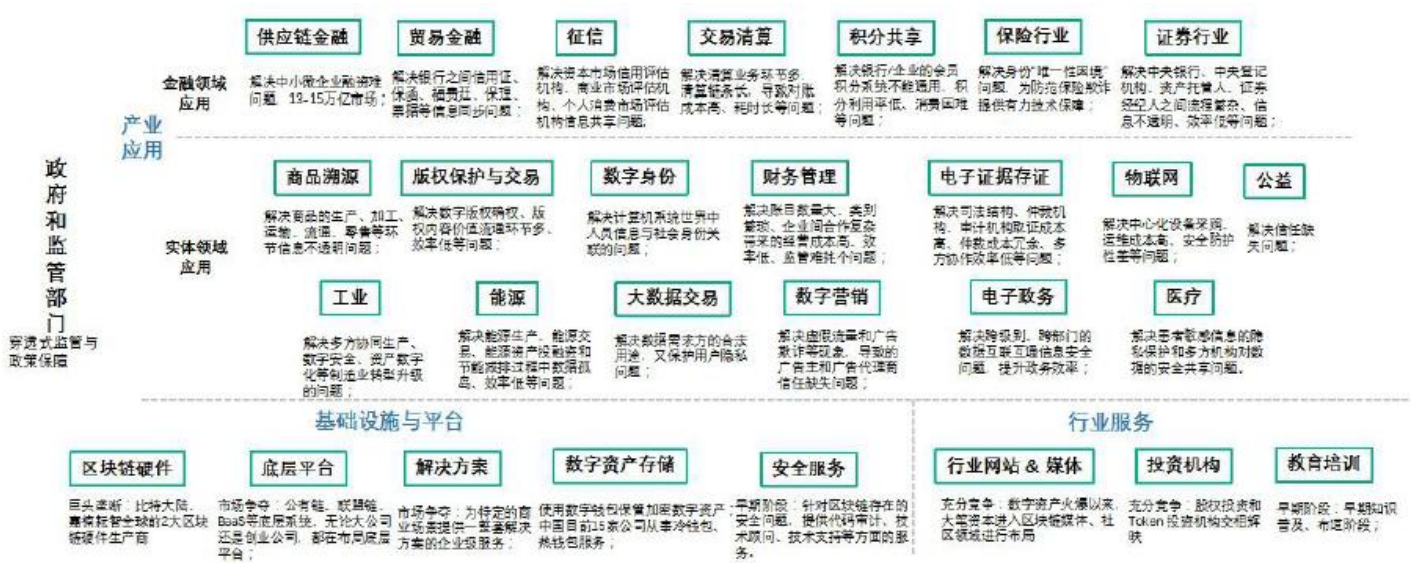 供应链金融
贸易金融
征信
交易清算
积分共享
保险行业
证券行业
金融领域
应用
解决中小微企业融资难
问题，13-15万亿市场；
解决银行之间信用证、
保函、福费廷、保理、
票据等信息同步问题；
解决资本市场信用评估
机构、商业市场评估机
构、个人消费市场评估
机构信息共享问题；
解决清算业务环节多、
清算链条长，导致对账
成本高、耗时长等问题；
解决银行/企业的会员
积分系统不能通用，积
分利用率低、消费困难
等问题；
解决身份“唯一性困境”
问题，为防范保险欺诈
提供有力技术保障；
解决中央银行、中央登记
机构、资产托管人、证券
经纪人之间流程繁杂、信
息不透明、效率低等问题；
产业
应用
政府和监管部门
穿透式监管与
政策保障
商品溯源
版权保护与交易
数字身份
财务管理
电子证据存证
物联网
公益
实体领域
应用
解决商品的生产、加工、
运输、流通、零售等环
节信息不透明问题；
解决数字版权确权、版
权内容价值流通环节多、
效率低等问题；
解决计算机系统世界中
人员信息与社会身份关
联的问题；
解决账目数量大、类别
繁琐、企业间合作复杂
带来的经营成本高、效
率低、监管难托个问题；
解决司法结构、仲裁机
构、审计机构取证成本
高、仲裁成本冗余、多
方协作效率低等问题；
解决中心化设备采购、
运维成本高、安全防护
性差等问题；
解决信任缺
失问题；
工业
能源
大数据交易
数字营销
电子政务
医疗
解决多方协同生产、
数字安全、资产数字
化等制造业转型升级
的问题；
解决能源生产、能源交
易、能源资产投融资和
节能减排过程中数据孤
岛、效率低等问题；
解决数据需求方的合法
用途，又保护用户隐私
问题；
解决虚假流量和广告
欺诈等现象，导致的
广告主和广告代理商
信任缺失问题；
解决跨级别、跨部门的
数据互联互通信息安全
问题，提升政务效率；
解决患者敏感信息的隐
私保护和多方机构对数
据的安全共享问题。
基础设施与平台
行业服务
区块链硬件
底层平台
解决方案
数字资产存储
安全服务
行业网站 & 媒体
投资机构
教育培训
巨头垄断：比特大陆、
嘉楠耘智全球前2大区块
链硬件生产商
市场争夺：公有链、联盟链、
BaaS等底层系统，无论大公司
还是创业公司，都在布局底层
平台；
市场争夺：为特定的商
业场景提供一整套解决
方案的企业级服务；
使用数字钱包保管加密数字资产；
中国目前15家公司从事冷钱包、
热钱包服务；
早期阶段：针对区块链存在的
安全问题，提供代码审计、技
术顾问、技术支持等方面的服
务。
充分竞争：数字资产火爆以来，
大笔资本进入区块链媒体、社
区领域进行布局
充分竞争：股权投资和
Token 投资机构交相辉
映
早期阶段：早期知识
普及、布道阶段；